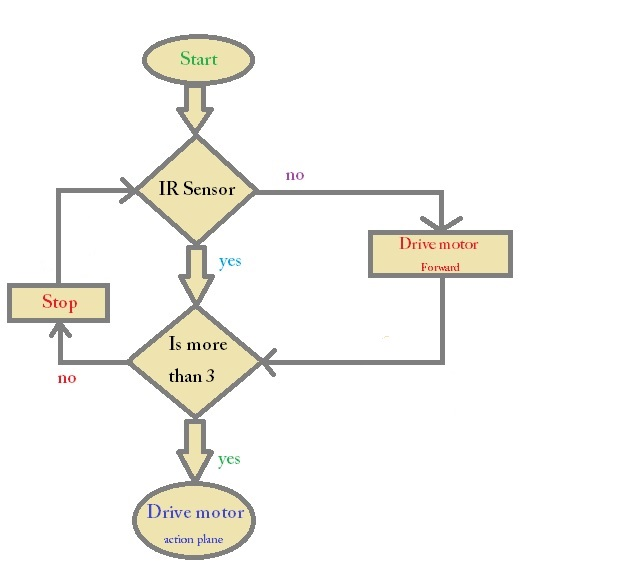 Start
IR Sensor
no
Drive motor
Forward
yes
Stop
Is more
than 3
no
yes
Drive motor
action plane